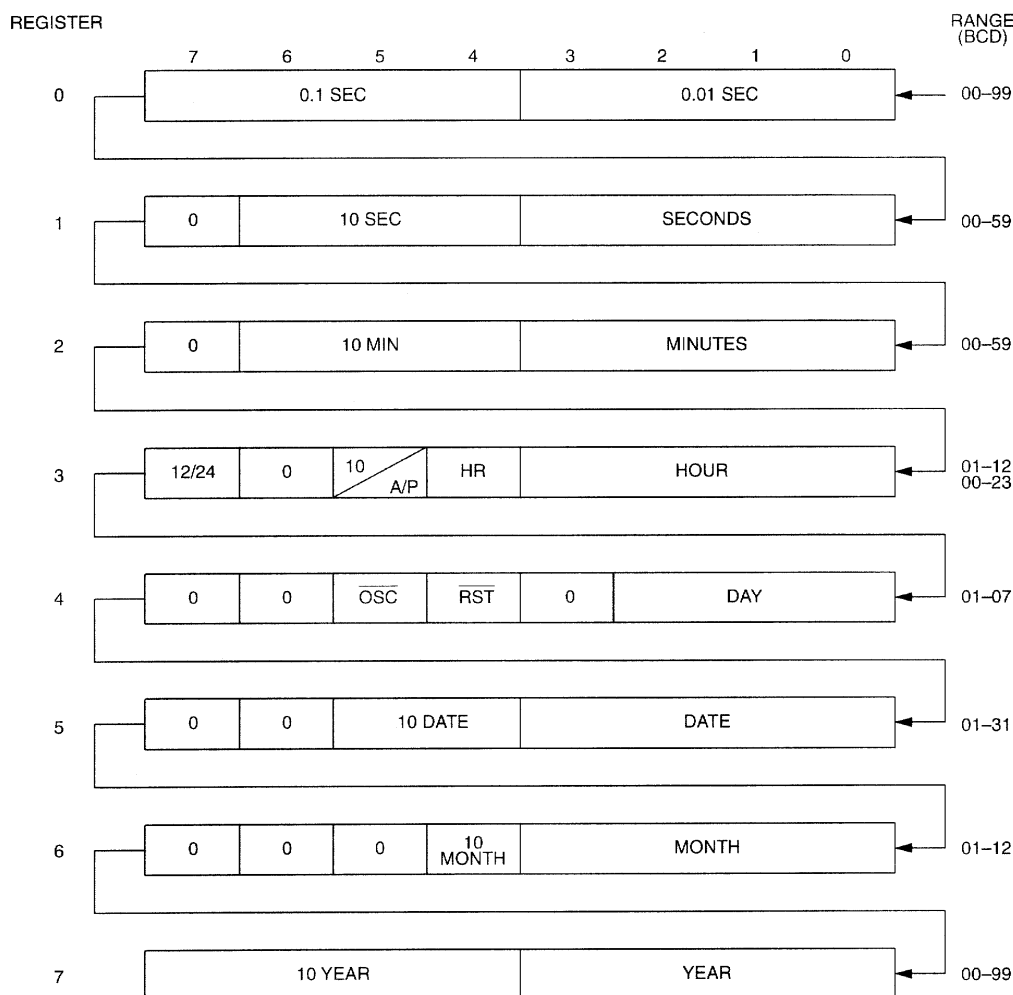 REGISTER
RANGE
(BCD)
7 6 5 4 3 2 1 0
0 0.1 SEC 0.01 SEC 00–99
1 0 10 SEC SECONDS 00–59
2 0 10 MIN MINUTES 00–59
3 12/24 0 10 A/P HR HOUR 01–12
00–23
4 0 0 OSC RST 0 DAY 01–07
5 0 0 10 DATE DATE 01–31
6 0 0 0 10 MONTH MONTH 01–12
7 10 YEAR YEAR 00–99